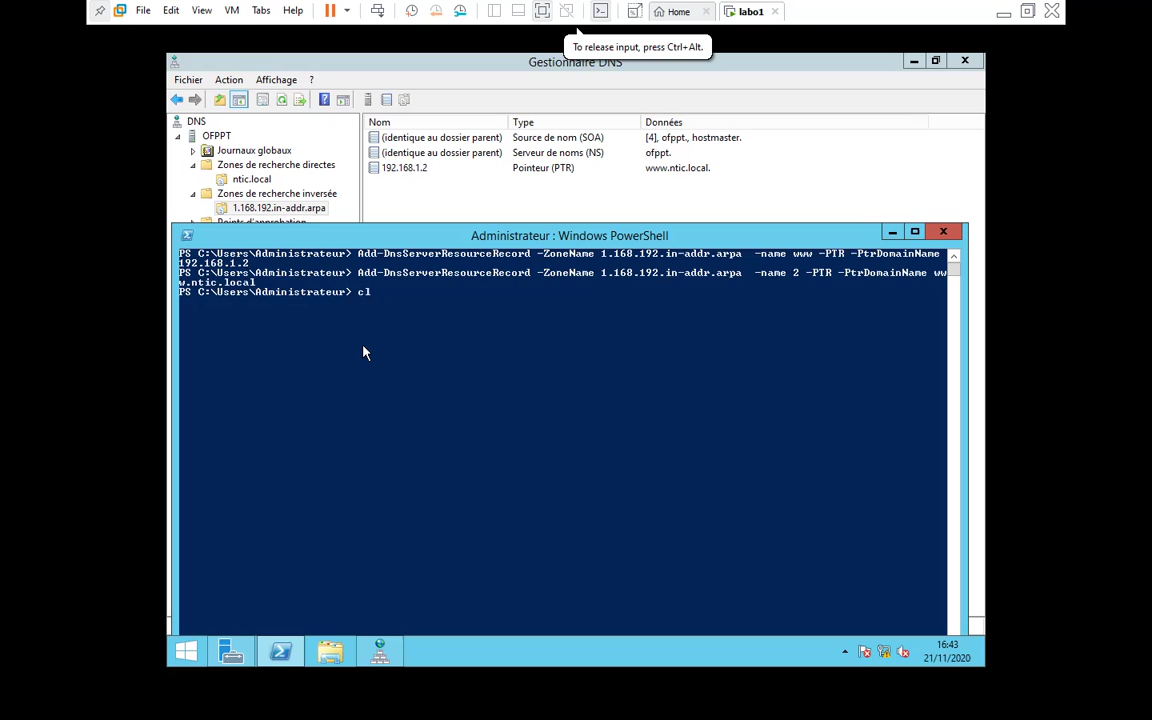 File Edit View VM Tabs Help Home labo1
To release input, press Ctrl+Alt.
Gestionnaire DNS
Fichier Action Affichage ?
DNS
OFPPT
Journaux globaux
Zones de recherche directes
ntic.local
Zones de recherche inversée
1.168.192.in-addr.arpa
Points d'approbation
Nom Type Données
(identique au dossier parent) Source de nom (SOA) [4], ofppt., hostmaster.
(identique au dossier parent) Serveur de noms (NS) ofppt.
192.168.1.2 Pointeur (PTR) www.ntic.local.
Administrateur : Windows PowerShell
PS C:\Users\Administrateur> Add-DnsServerResourceRecord -ZoneName 1.168.192.in-addr.arpa  -name www -PTR -PtrDomainName
192.168.1.2
PS C:\Users\Administrateur> Add-DnsServerResourceRecord -ZoneName 1.168.192.in-addr.arpa  -name 2 -PTR -PtrDomainName ww
w.ntic.local
PS C:\Users\Administrateur> cl
16:43
21/11/2020